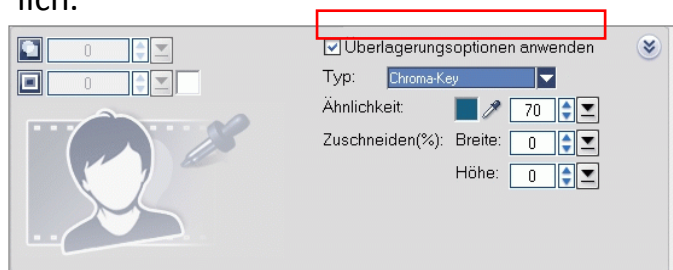 lich.
0
0
Überlagerungsoptionen anwenden
Typ: Chroma-Key
Ähnlichkeit: 70
Zuschneiden(%): Breite: 0
Höhe: 0